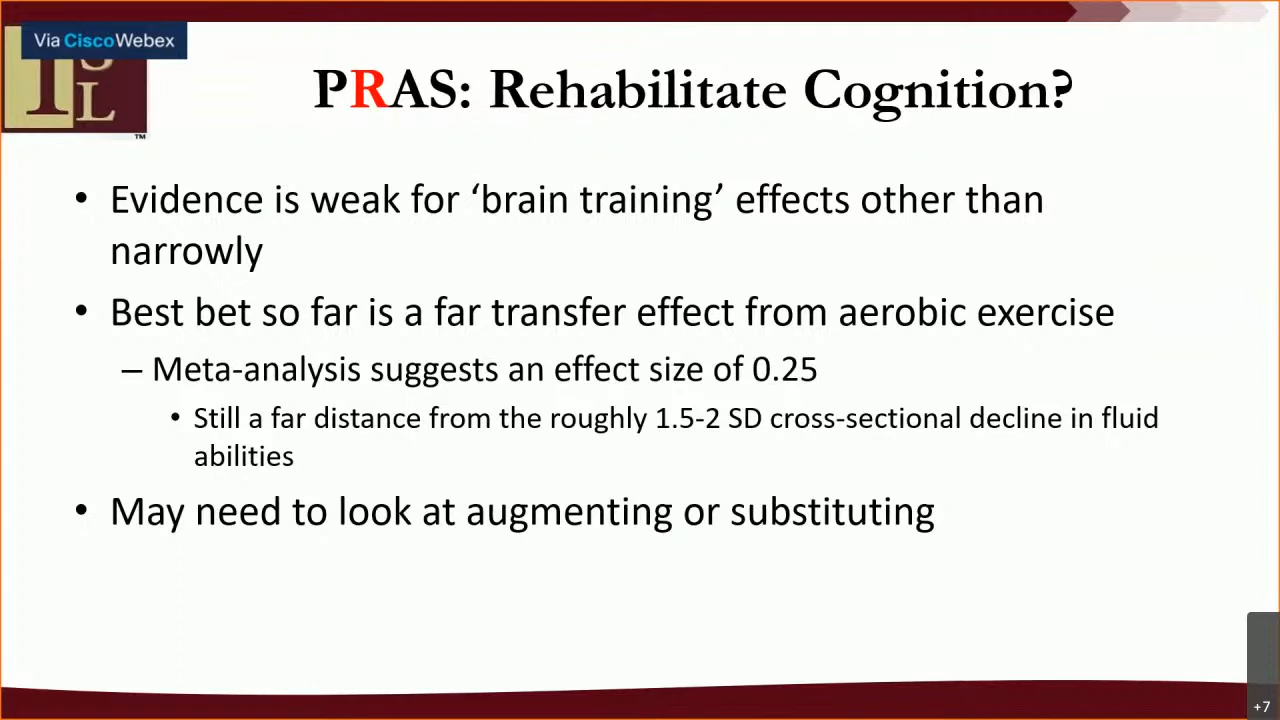 Via CiscoWebex
I S
L
™
PRAS: Rehabilitate Cognition?
• Evidence is weak for ‘brain training’ effects other than
narrowly
• Best bet so far is a far transfer effect from aerobic exercise
– Meta-analysis suggests an effect size of 0.25
• Still a far distance from the roughly 1.5-2 SD cross-sectional decline in fluid
abilities
• May need to look at augmenting or substituting
+7